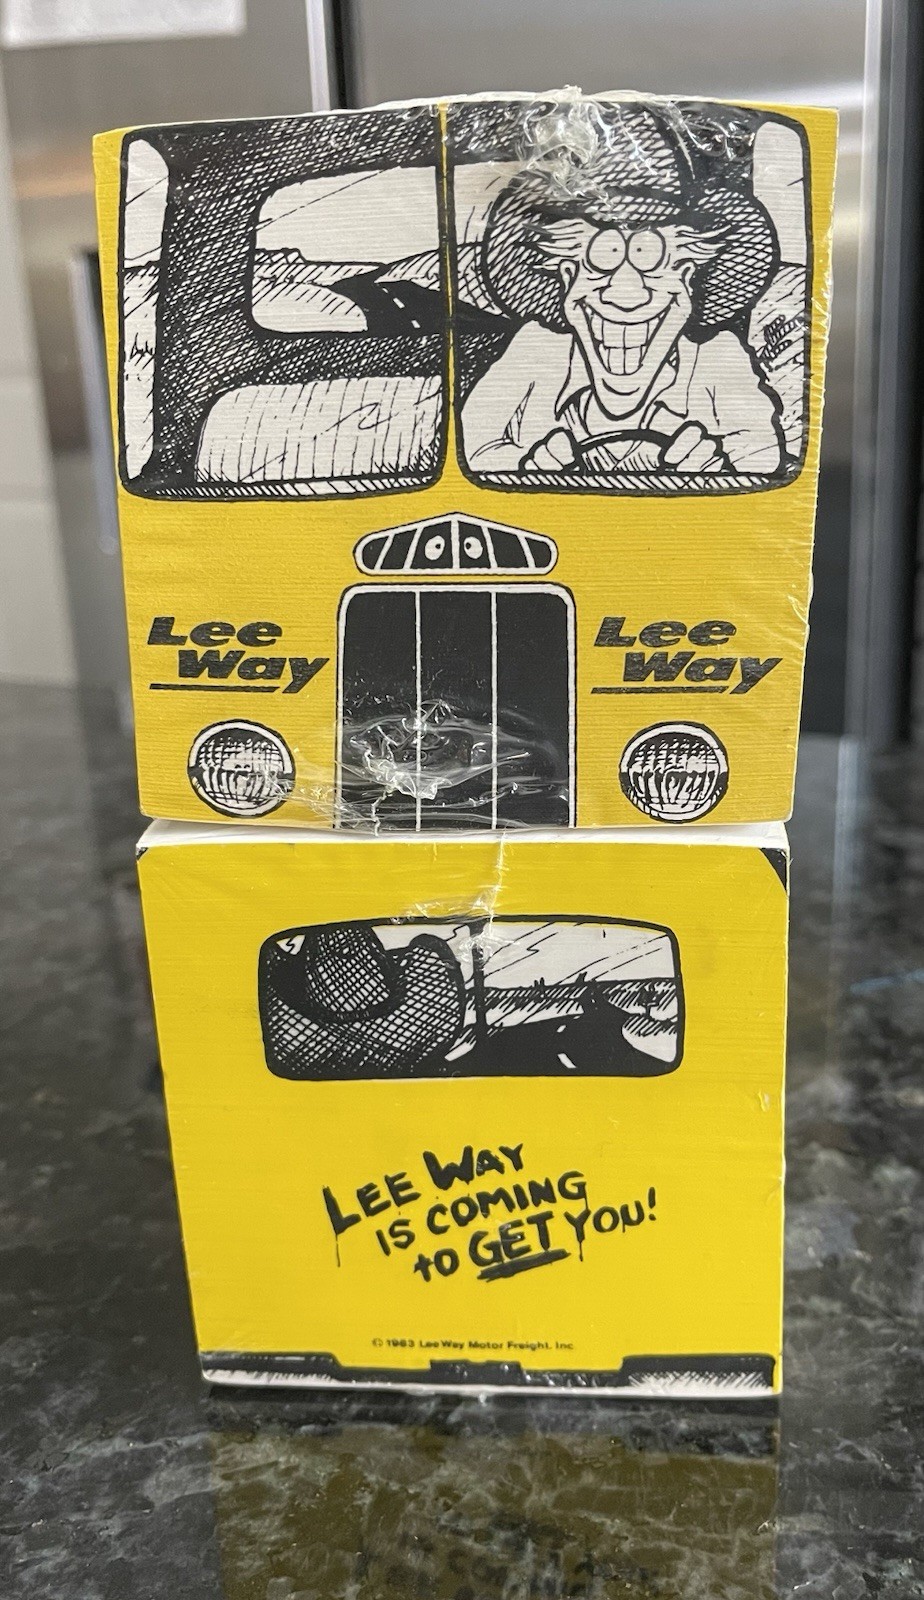 Lee
Way
Lee
Way
LEE WAY
IS COMING
to GET YOU!
© 1983 Lee Way Motor Freight, Inc